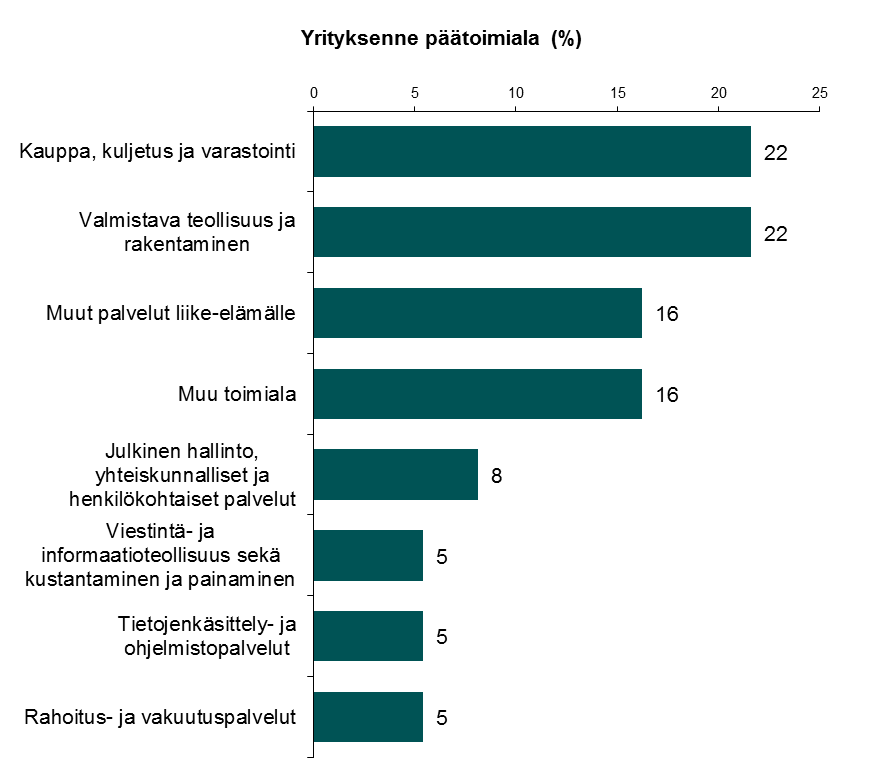 Yrityksenne päätoimiala (%)
0 5 10 15 20 25
Kauppa, kuljetus ja varastointi 22
Valmistava teollisuus ja
rakentaminen 22
Muut palvelut liike-elämälle 16
Muu toimiala 16
Julkinen hallinto,
yhteiskunnalliset ja 8
henkilökohtaiset palvelut
Viestintä- ja
informaatioteollisuus sekä 5
kustantaminen ja painaminen
Tietojenkäsittely- ja
ohjelmistopalvelut 5
Rahoitus- ja vakuutuspalvelut 5